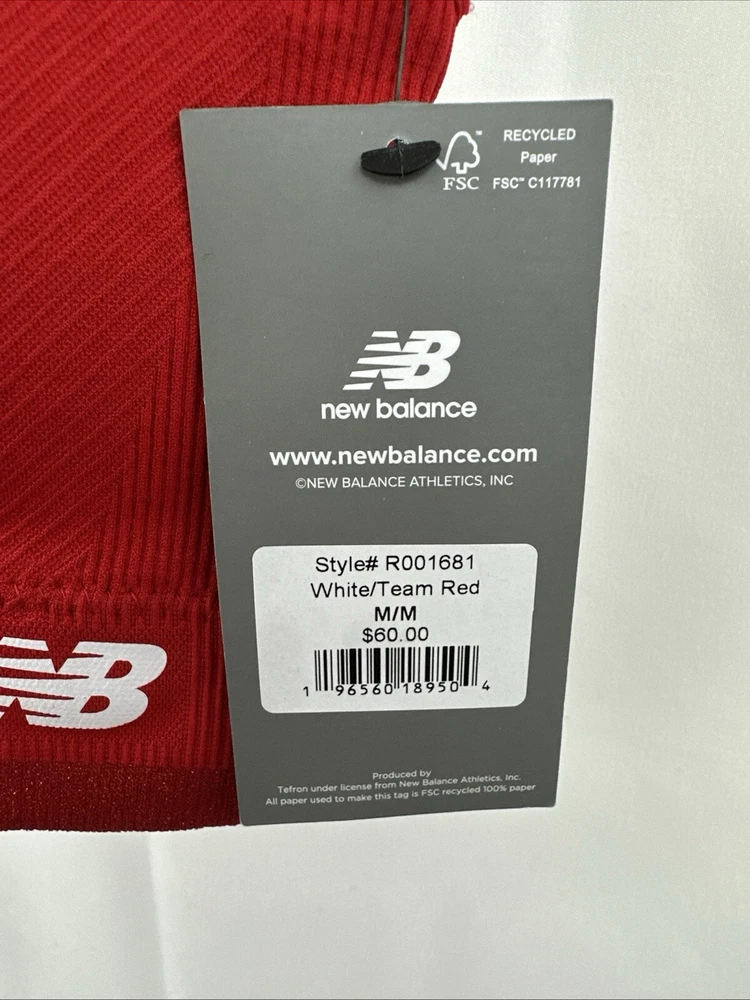 RECYCLED
Paper
FSC™ C117781
™
FSC
NB
new balance
www.newbalance.com
©NEW BALANCE ATHLETICS, INC
Style# R001681
White/Team Red
M/M
$60.00
1 96560 18950 4
NB
Produced by
Tefron under license from New Balance Athletics, Inc.
All paper used to make this tag is FSC recycled 100% paper